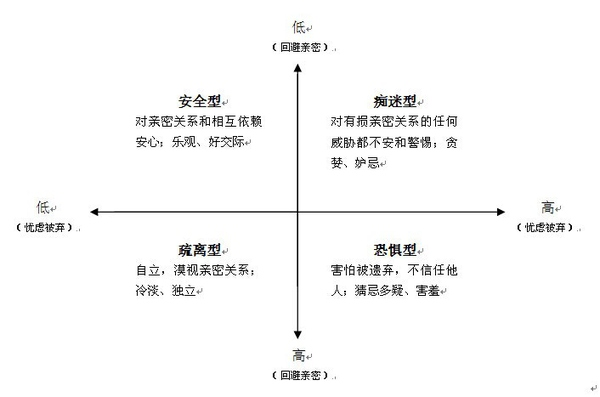 低
（回避亲密）
安全型
对亲密关系和相互依赖
安心；乐观、好交际
痴迷型
对有损亲密关系的任何
威胁都不安和警惕；贪
婪、妒忌
低
（忧虑被弃）
高
（忧虑被弃）
疏离型
自立，漠视亲密关系；
冷淡、独立
恐惧型
害怕被遗弃，不信任他
人；猜忌多疑、害羞
高
（回避亲密）